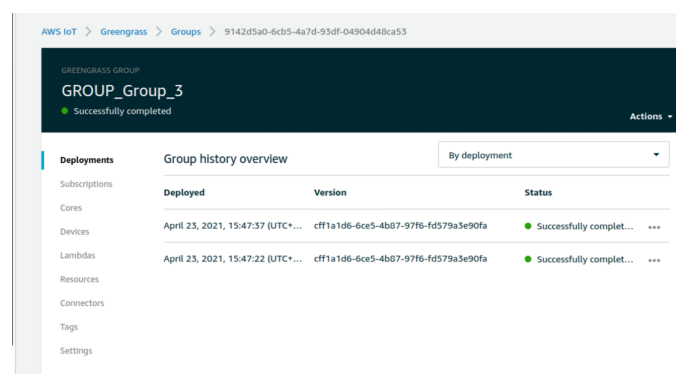 AWS IoT > Greengrass > Groups > 9142d5a0-6cb5-4a7d-93df-04904d48ca53
GREENGRASS GROUP
GROUP_Group_3
Successfully completed
Actions
Deployments
Subscriptions
Cores
Devices
Lambdas
Resources
Connectors
Tags
Settings
Group history overview
By deployment
Deployed Version Status
April 23, 2021, 15:47:37 (UTC+... cff1a1d6-6ce5-4b87-97f6-fd579a3e90fa Successfully complet... •••
April 23, 2021, 15:47:22 (UTC+... cff1a1d6-6ce5-4b87-97f6-fd579a3e90fa Successfully complet... •••